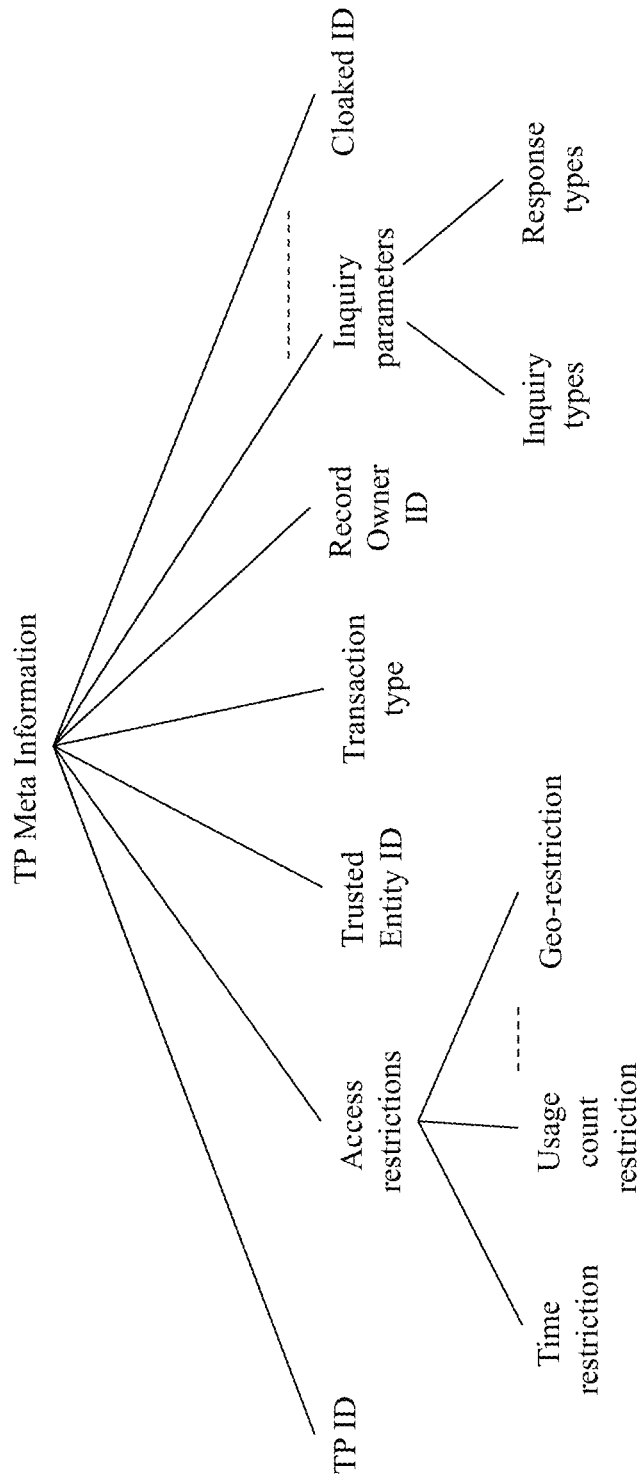 TP Meta Information
TP ID
Access
restrictions
Trusted
Entity ID
Transaction
type
Record
Owner
ID
Inquiry
parameters
Cloaked ID
Time
restriction
Usage
count
restriction
Geo-restriction
Inquiry
types
Response
types